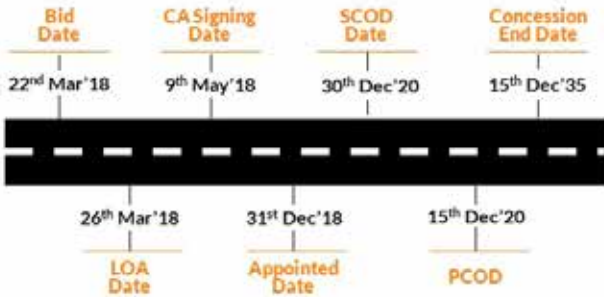 Bid
Date
CA Signing
Date
SCOD
Date
Concession
End Date
22nd Mar'18
9th May'18
30th Dec'20
15th Dec'35
26th Mar'18
31st Dec'18
15th Dec'20
LOA
Date
Appointed
Date
PCOD